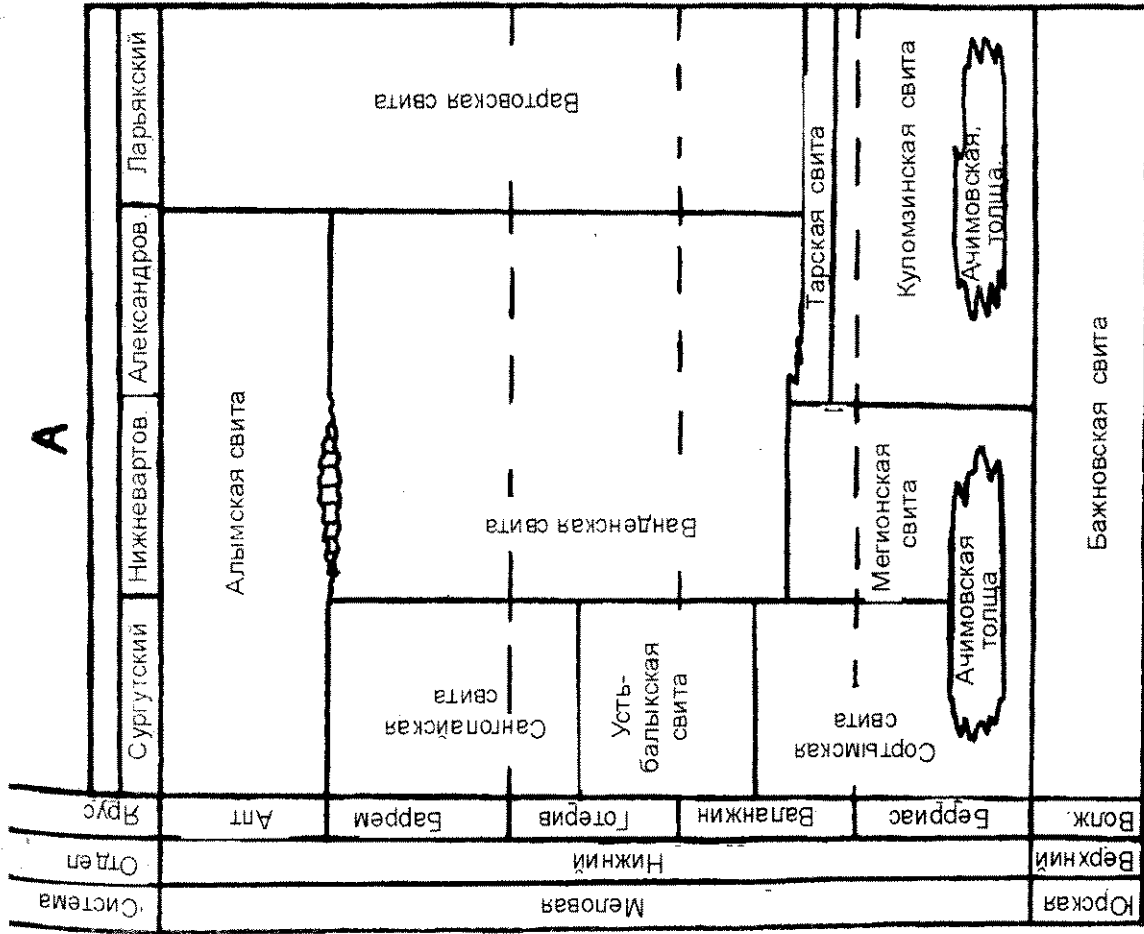 А
Сургутский
Нижневартов.
Александров.
Ларьякский
Система
Отдел
Ярус
Меловая
Нижний
Апт
Баррем
Готерив
Валанжин
Берриас
Юрская
Верхний
Волж.
Алымская свита
Вартовская свита
Сангопайская
свита
Усть-
балыкская
свита
Сортымская
свита
Ванденская свита
Тарская свита
Мегионская
свита
Куломзинская свита
Ачимовская
толща
Ачимовская.
толща.
Бажновская свита